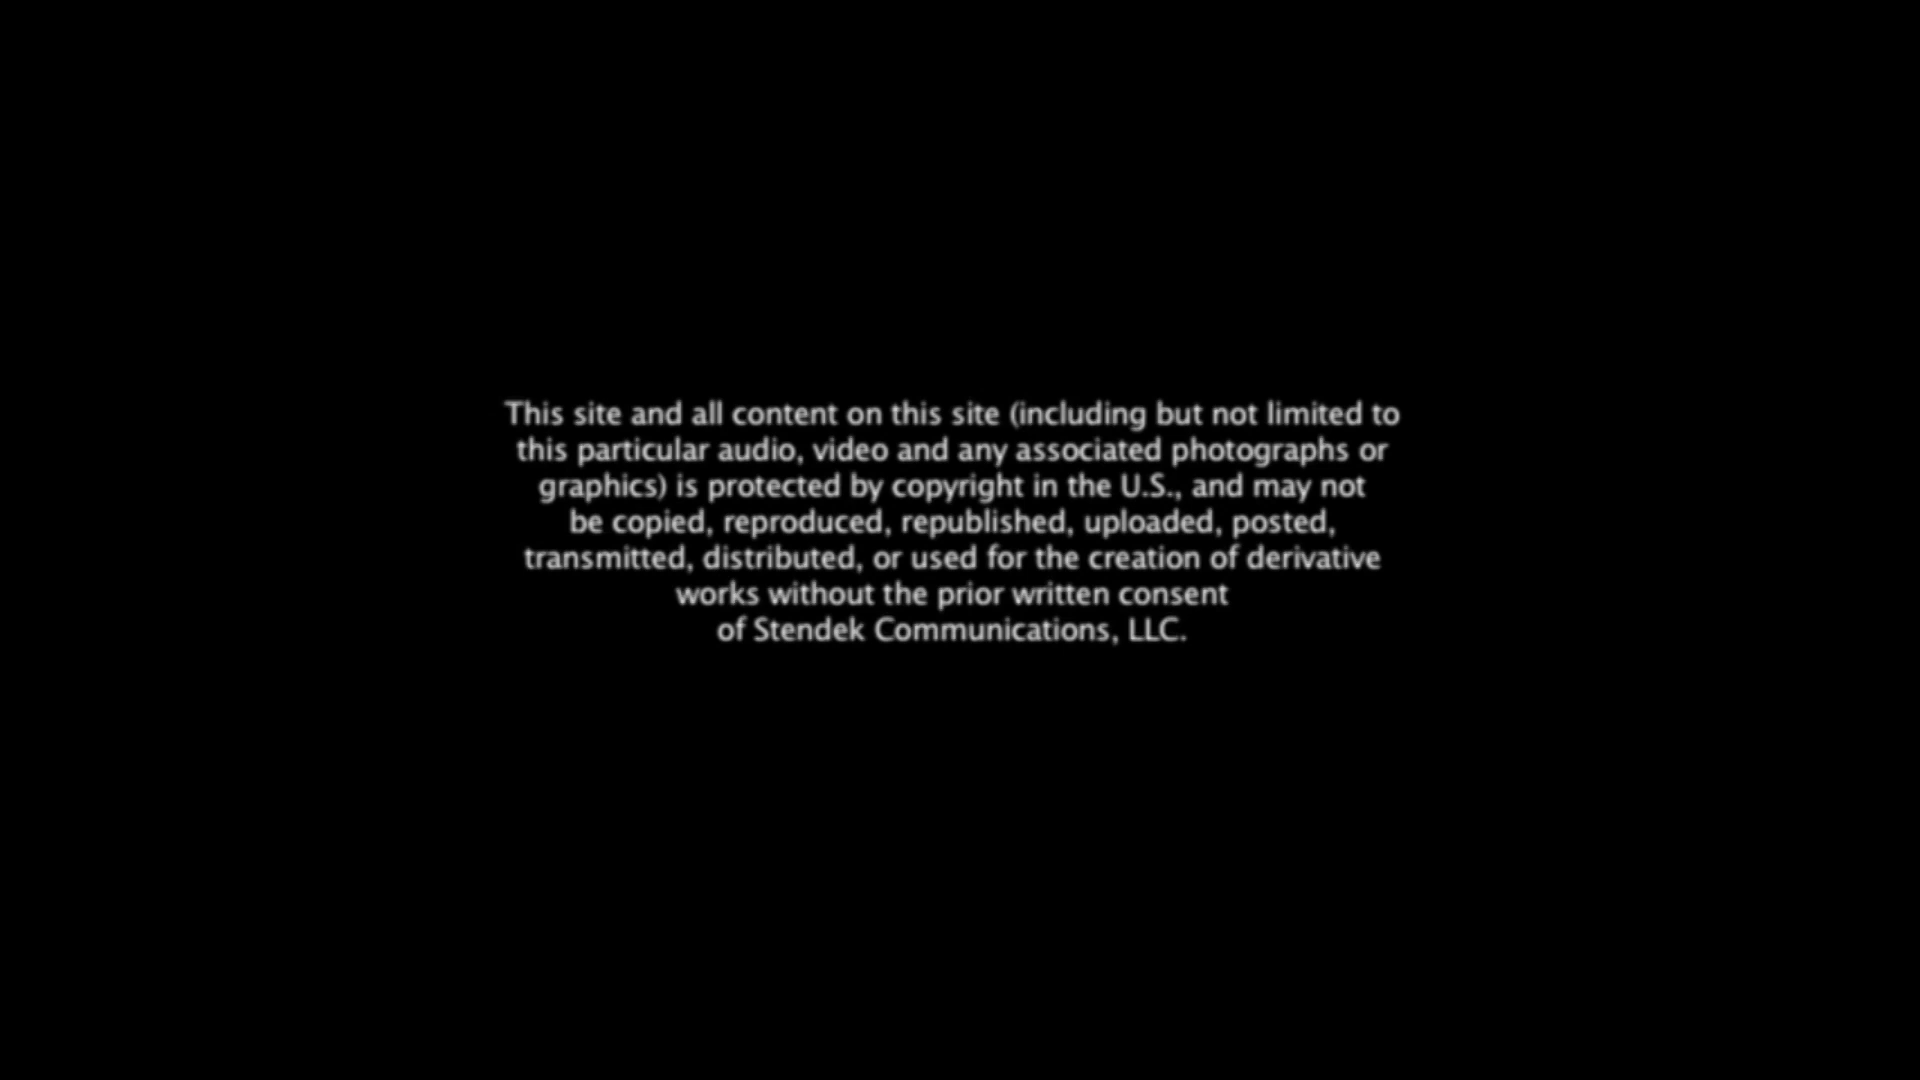 This site and all content on this site (including but not limited to
this particular audio, video and any associated photographs or
graphics) is protected by copyright in the U.S., and may not
be copied, reproduced, republished, uploaded, posted,
transmitted, distributed, or used for the creation of derivative
works without the prior written consent
of Stendek Communications, LLC.